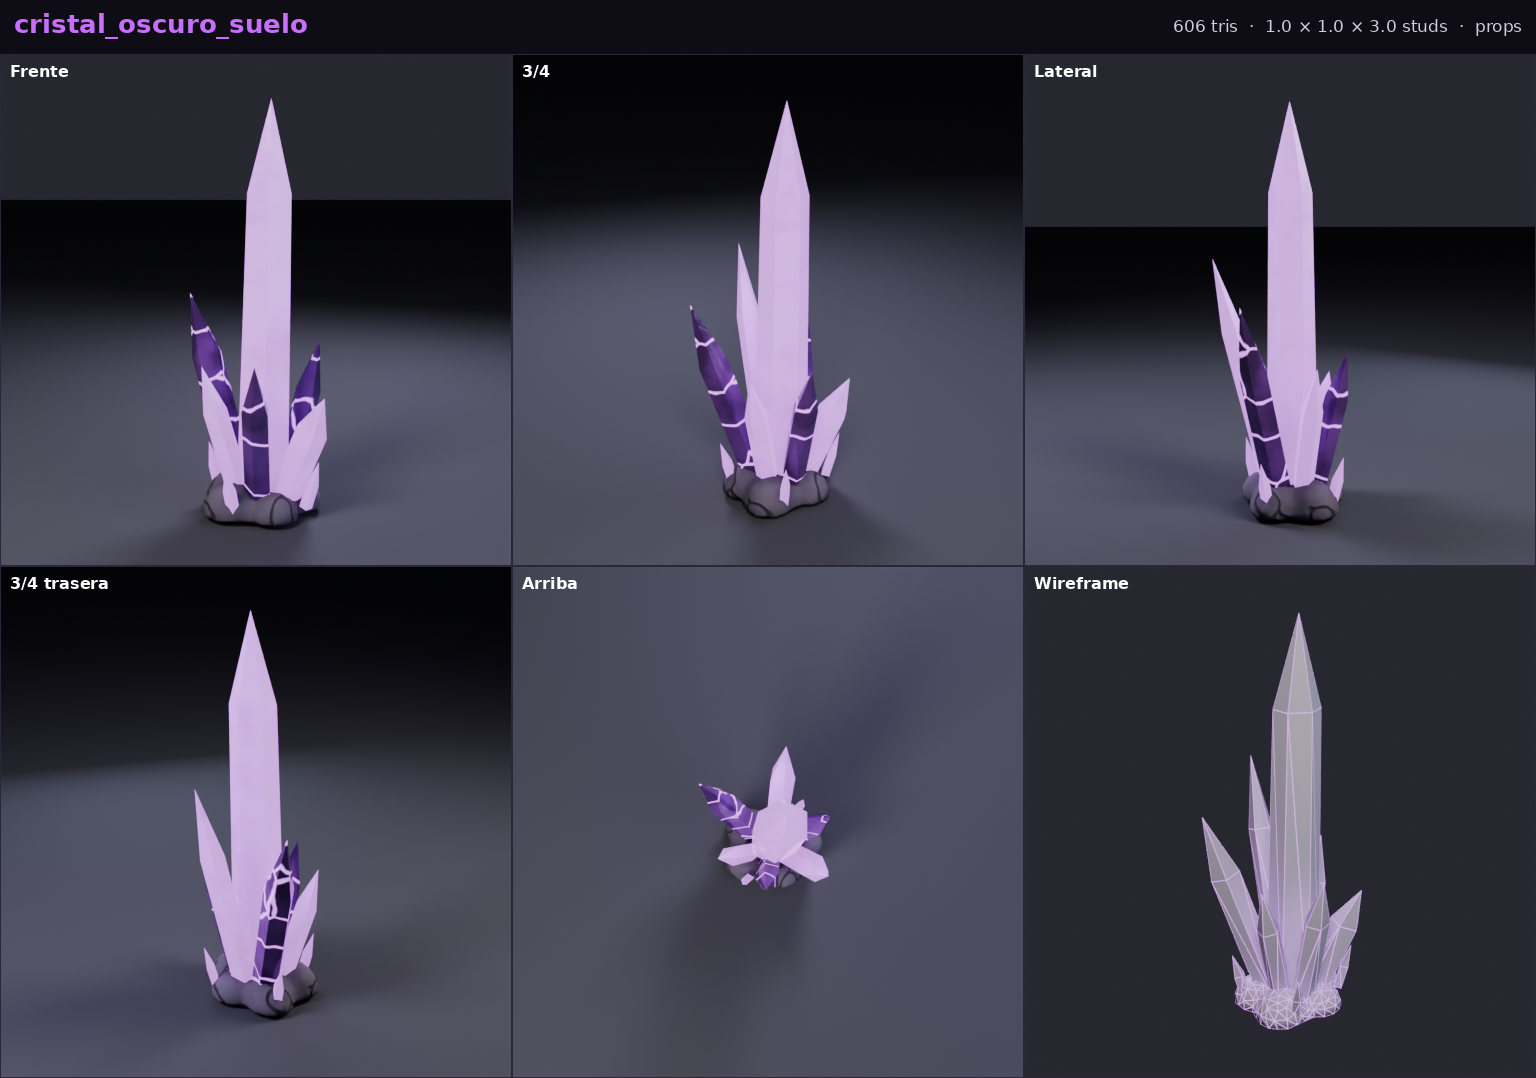 cristal_oscuro_suelo
606 tris · 1.0 × 1.0 × 3.0 studs · props
Frente
3/4
Lateral
3/4 trasera
Arriba
Wireframe